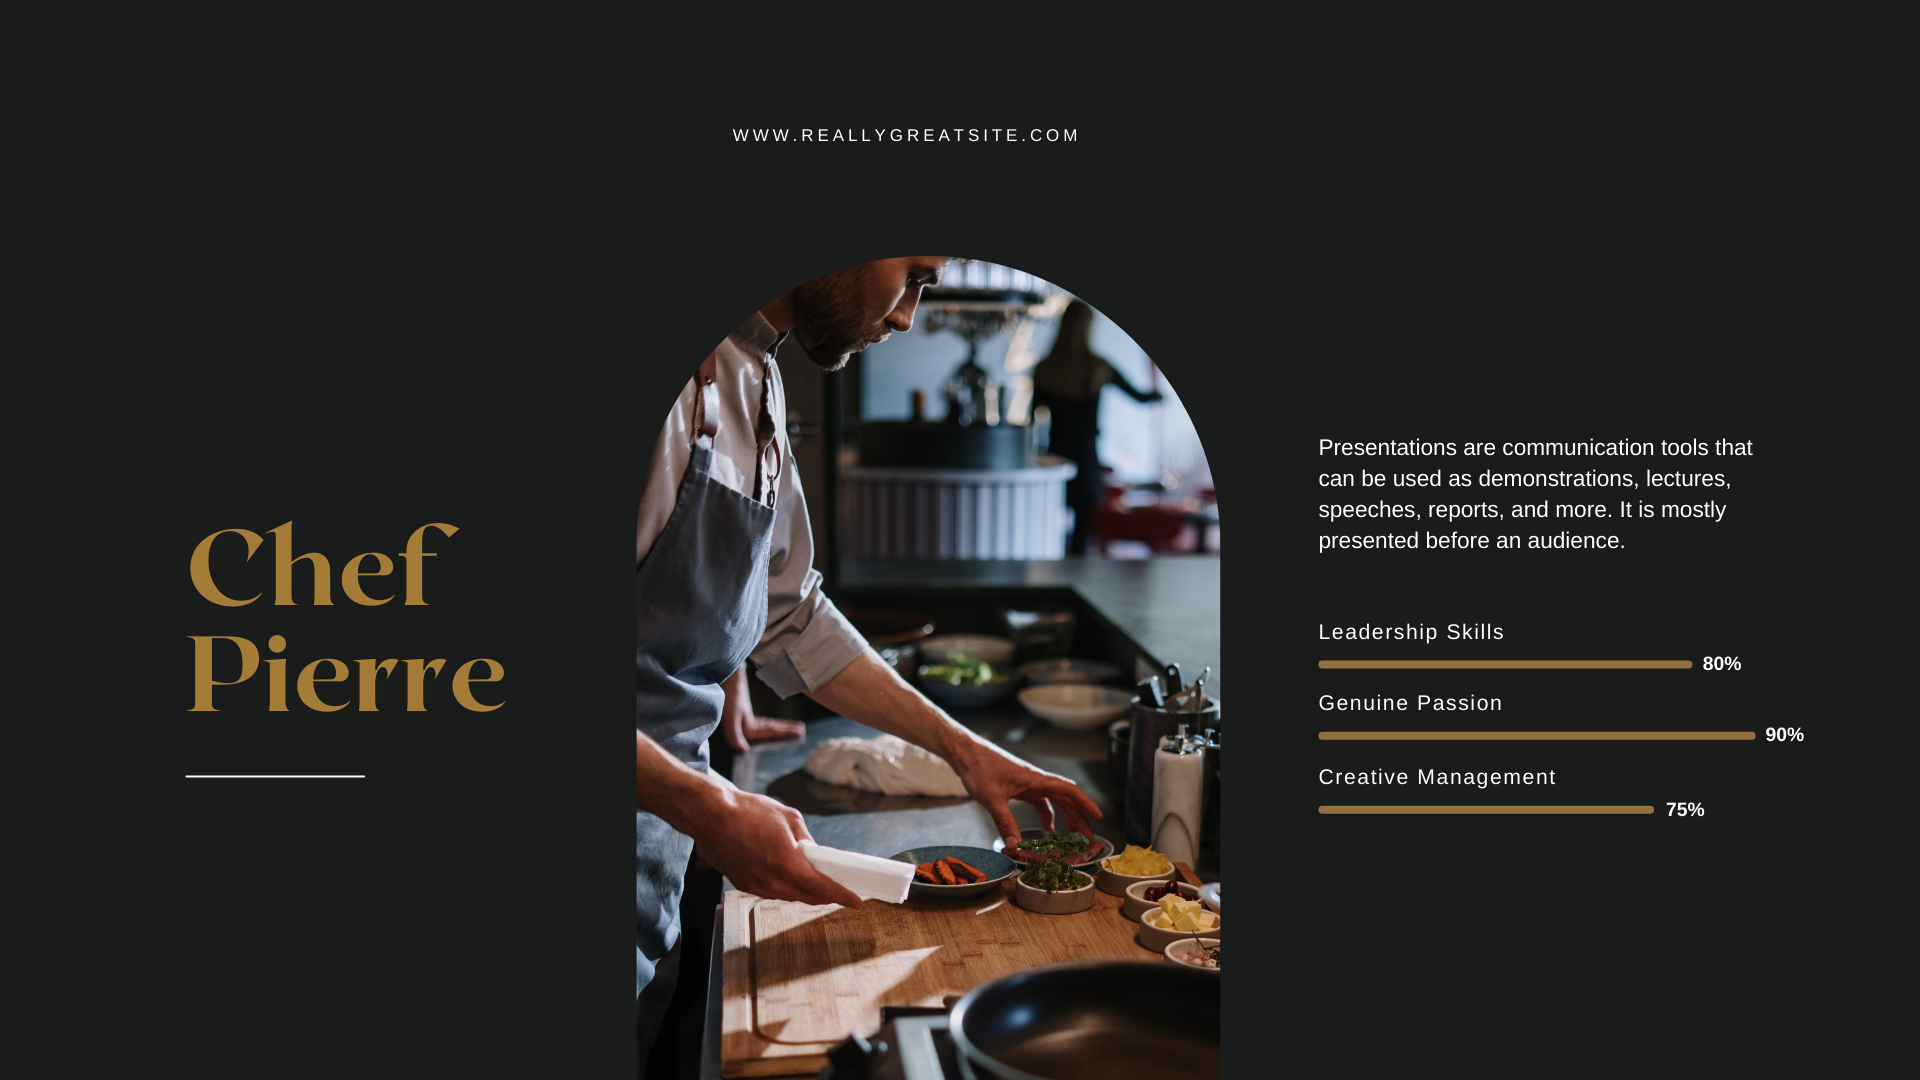 WWW.REALLYGREATSITE.COM
Chef
Pierre
Presentations are communication tools that
can be used as demonstrations, lectures,
speeches, reports, and more. It is mostly
presented before an audience.
Leadership Skills
80%
Genuine Passion
90%
Creative Management
75%